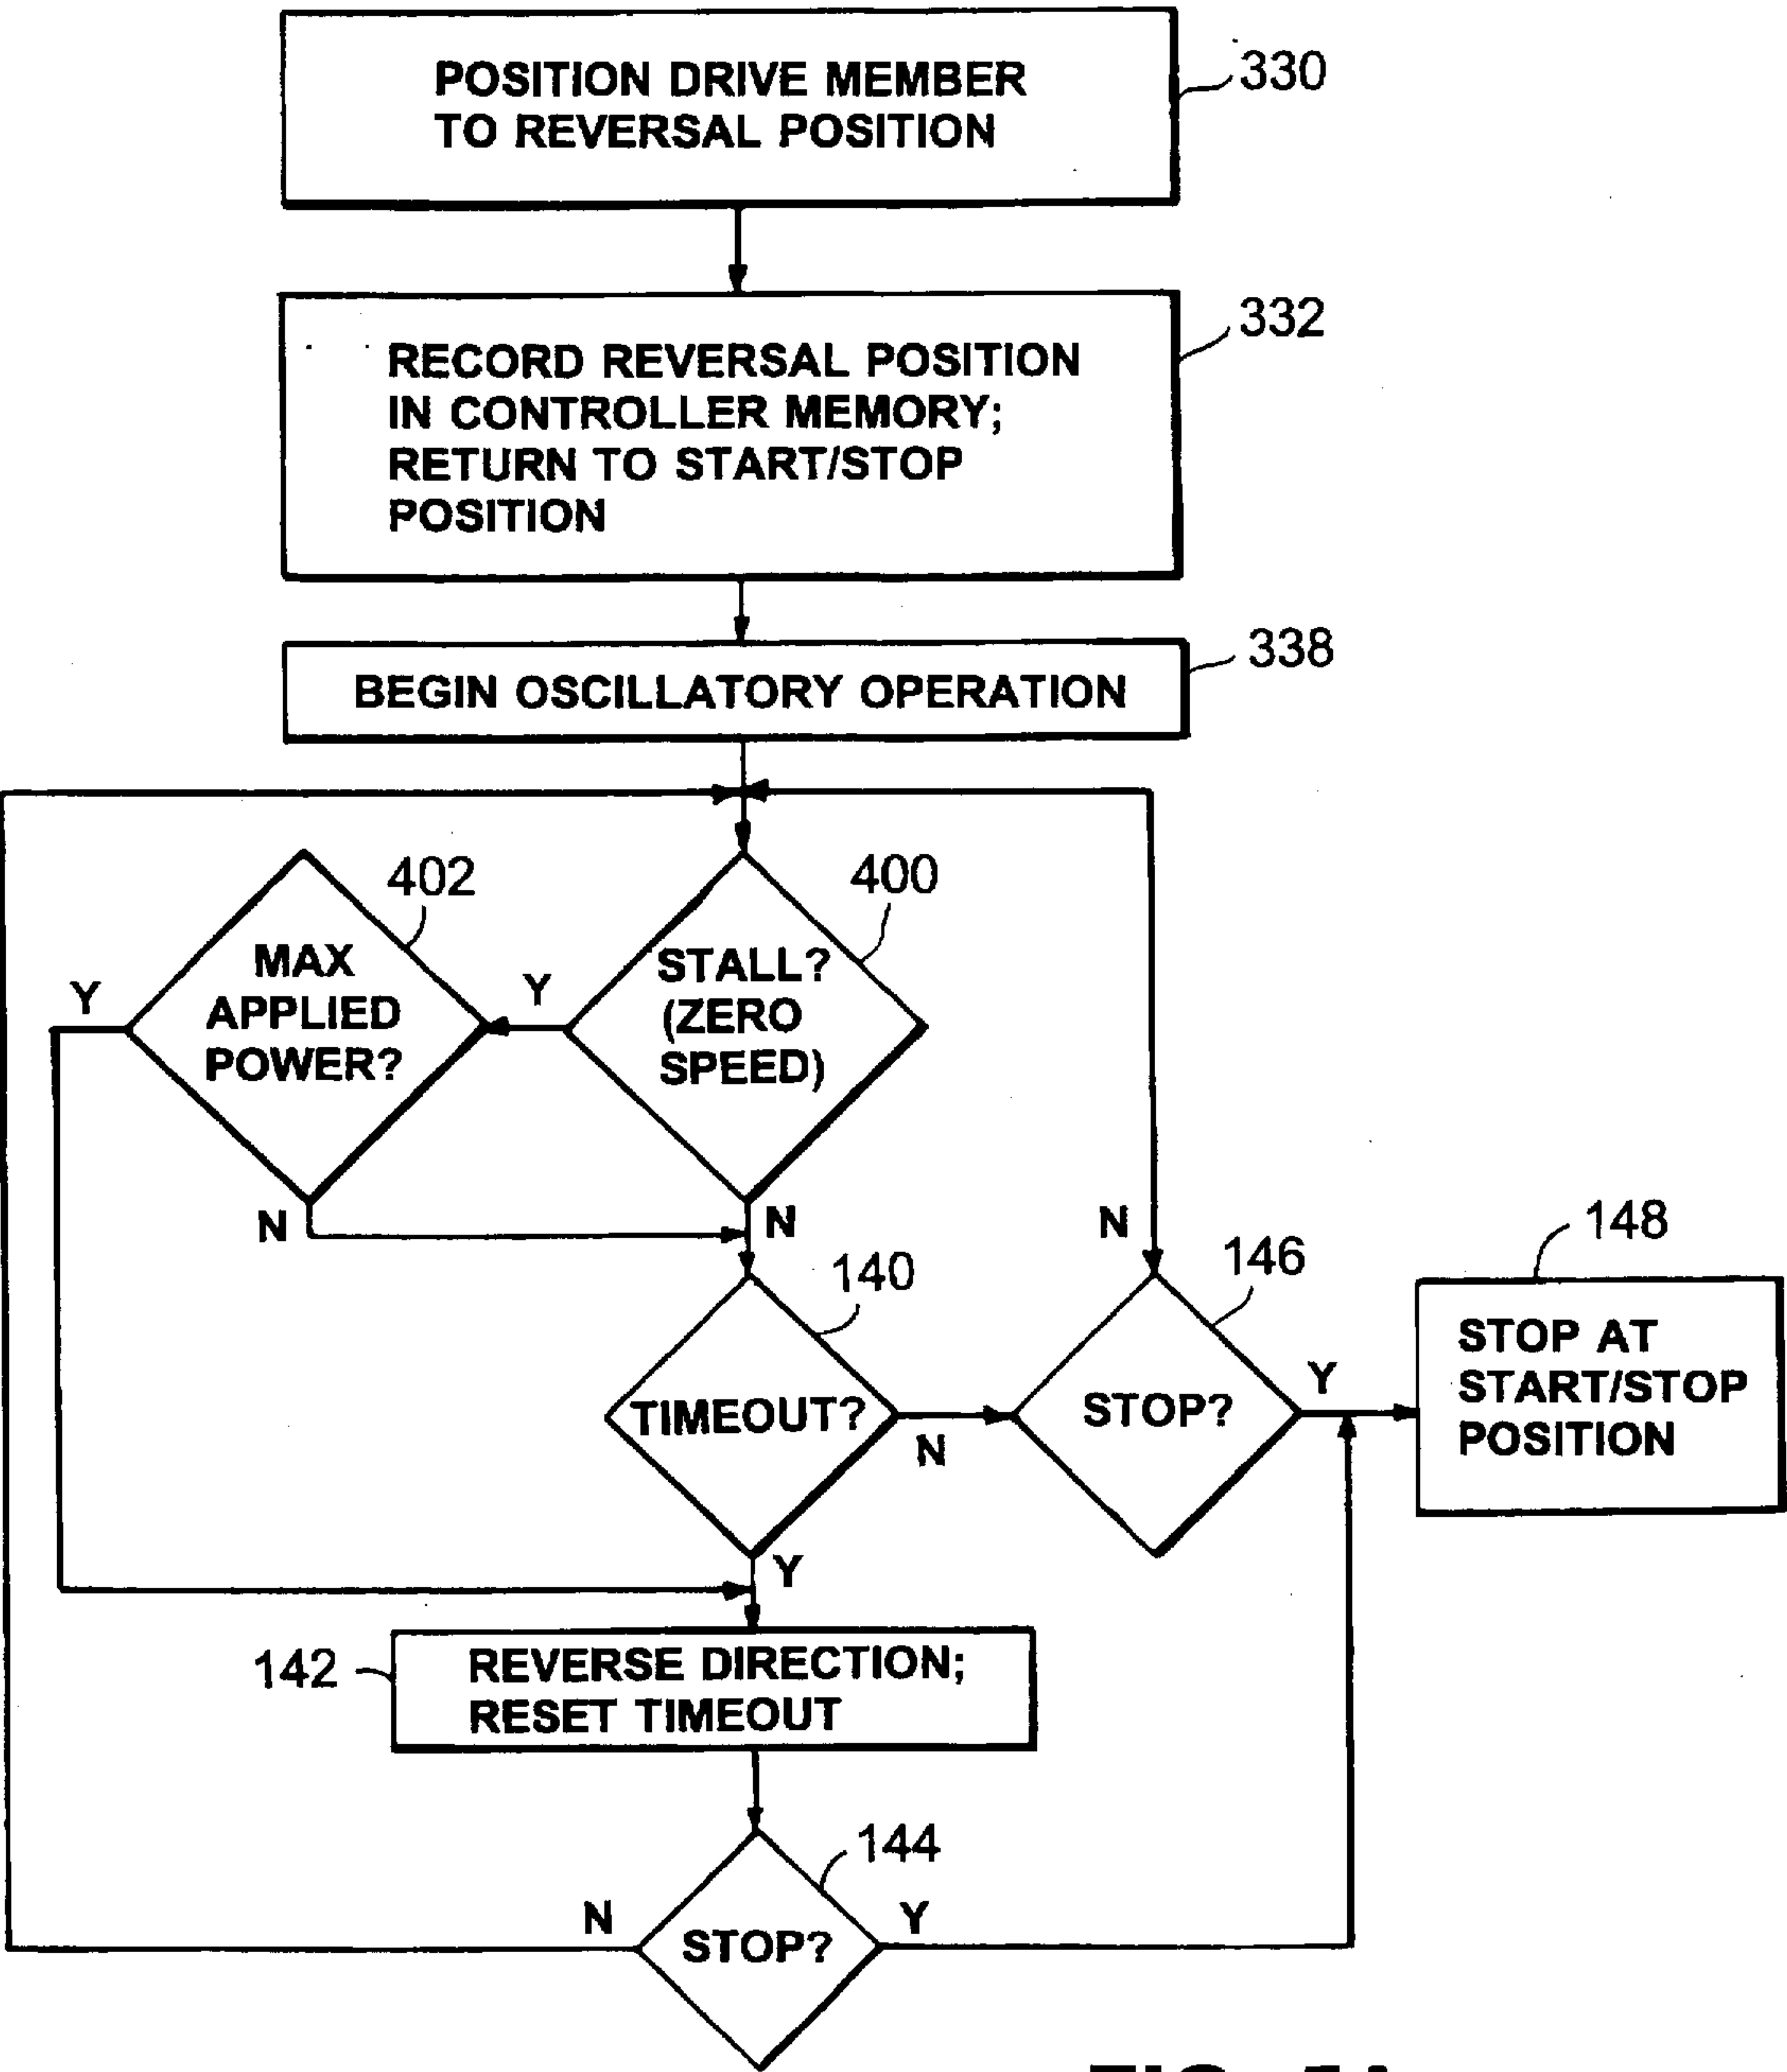 POSITION DRIVE MEMBER
TO REVERSAL POSITION
330
RECORD REVERSAL POSITION
IN CONTROLLER MEMORY;
RETURN TO START/STOP
POSITION
332
BEGIN OSCILLATORY OPERATION
338
402
400
MAX
APPLIED
POWER?
Y
Y
STALL?
(ZERO
SPEED)
N
N
N
140
146
148
TIMEOUT?
N
STOP?
Y
STOP AT
START/STOP
POSITION
Y
142
REVERSE DIRECTION;
RESET TIMEOUT
144
N
STOP?
Y